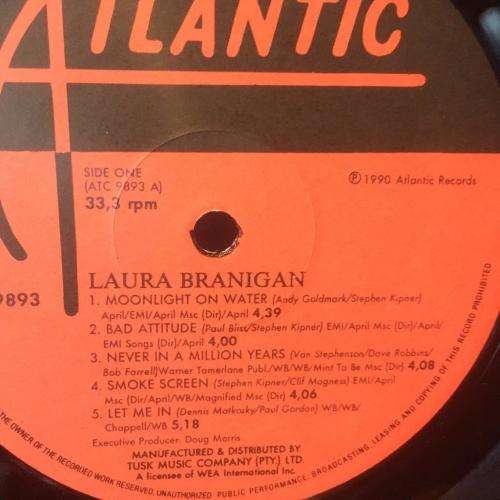 ATLANTIC
SIDE ONE
(ATC 9893 A)
33,3 rpm
Ⓟ 1990 Atlantic Records
9893
LAURA BRANIGAN
1. MOONLIGHT ON WATER (Andy Goldmark/Stephen Kipner)
April/EMI/April Msc (Dir)/April 4,39
2. BAD ATTITUDE (Paul Bliss/Stephen Kipner) EMI/April Msc (Dir)/April/
EMI Songs (Dir)/April 4,00
3. NEVER IN A MILLION YEARS (Van Stephenson/Dave Robbins/
Bob Farrell)Warner Tamerlane Publ./WB/WB/Mint To Be Msc (Dir) 4,08
4. SMOKE SCREEN (Stephen Kipner/Clif Magness) EMI/April
Msc (Dir)/April/WB/Magnified Msc (Dir) 4,06
5. LET ME IN (Dennis Matkosky/Paul Gordon) WB/WB/
Chappell/WB 5,18
Executive Producer: Doug Morris
MANUFACTURED & DISTRIBUTED BY
TUSK MUSIC COMPANY (PTY.) LTD.
A licensee of WEA International Inc.
THE OWNER OF THE RECORDED WORK RESERVED. UNAUTHORIZED PUBLIC PERFORMANCE, BROADCASTING, LEASING AND COPYING OF THIS RECORD PROHIBITED